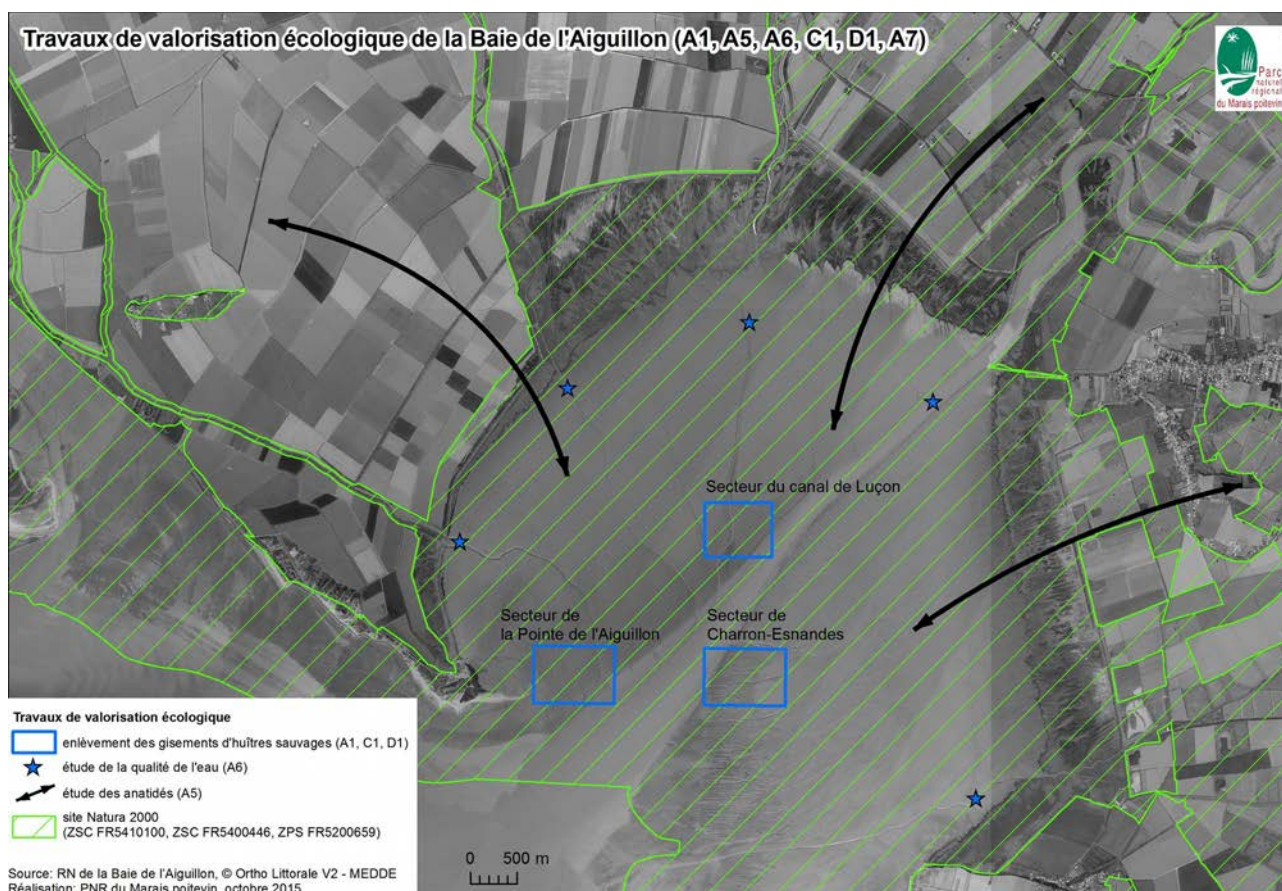 Travaux de valorisation écologique de la Baie de l'Aiguillon (A1, A5, A6, C1, D1, A7)
Parc
naturel
régional
du Marais poitevin
Secteur du canal de Luçon
Secteur de
la Pointe de l'Aiguillon
Secteur de
Charron-Esnandes
Travaux de valorisation écologique
enlèvement des gisements d'huîtres sauvages (A1, C1, D1)
étude de la qualité de l'eau (A6)
étude des anatidés (A5)
site Natura 2000
(ZSC FR5410100, ZSC FR5400446, ZPS FR5200659)
0 500 m
Source: RN de la Baie de l'Aiguillon, © Ortho Littorale V2 - MEDDE
Réalisation: PNR du Marais poitevin, octobre 2015